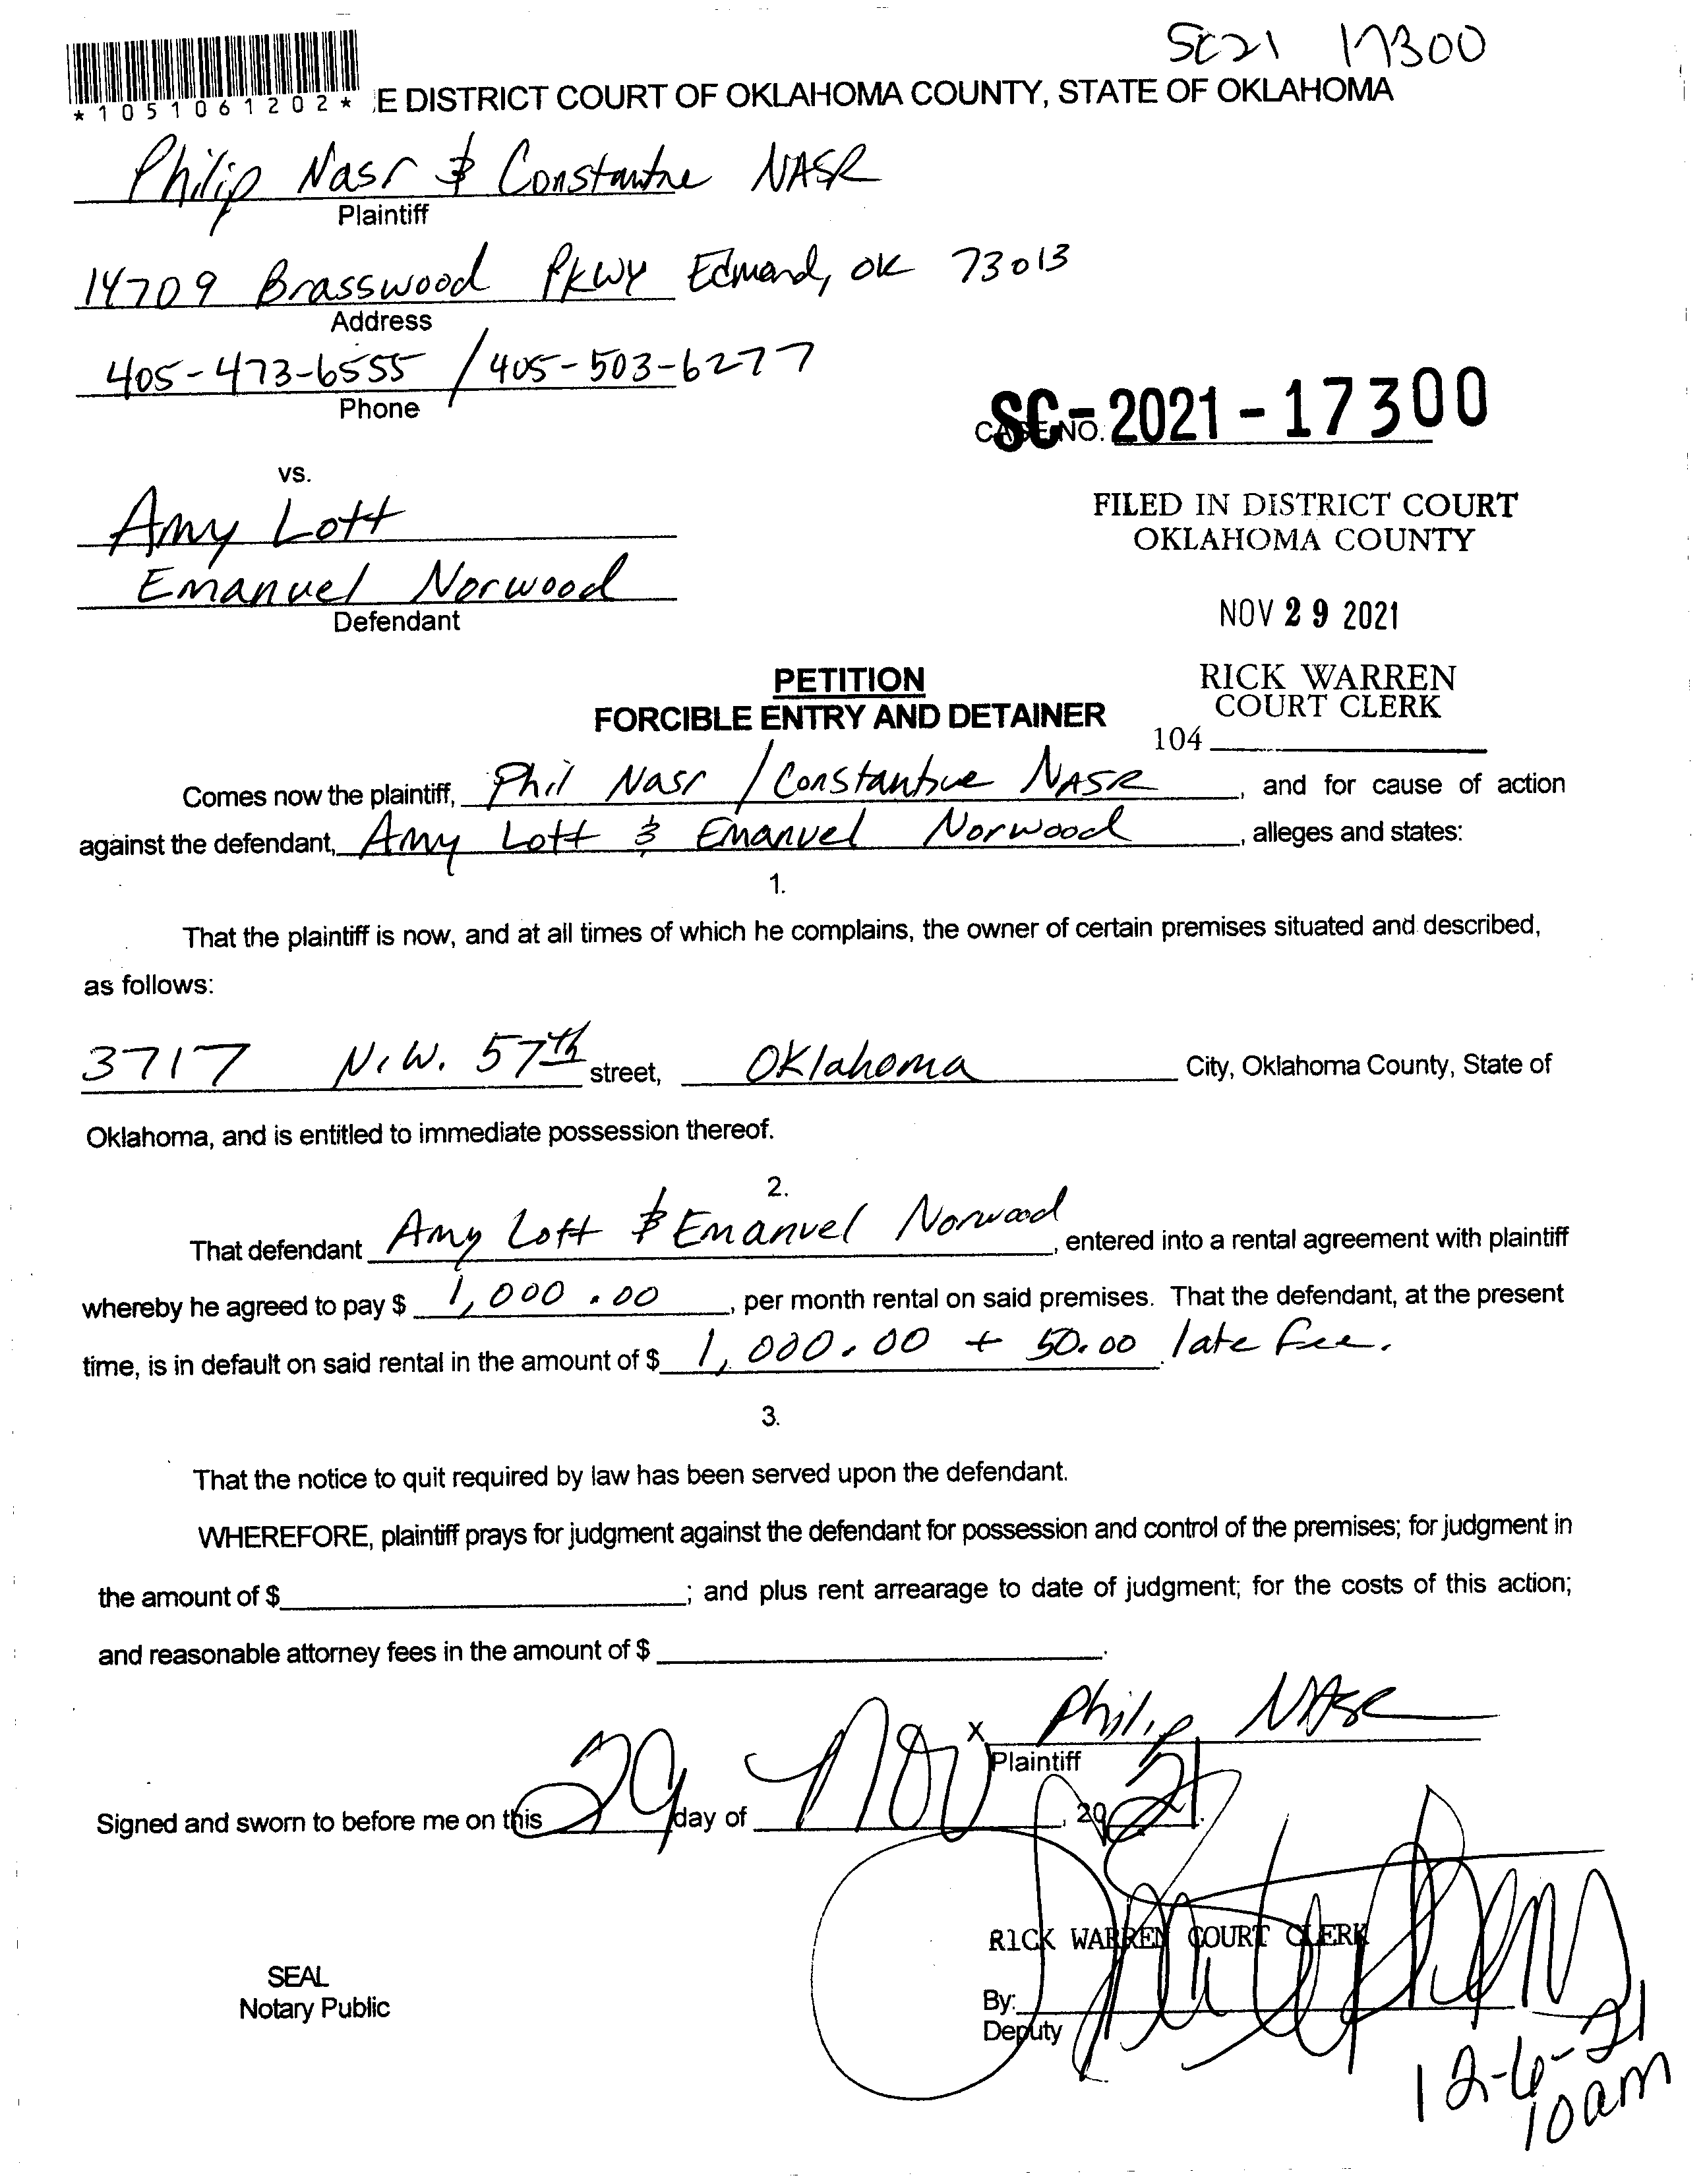 SC21 17300
*1051061202* E DISTRICT COURT OF OKLAHOMA COUNTY, STATE OF OKLAHOMA
Philip Nasr & Constantine NASR
Plaintiff
14709 Brasswood PKWY Edmond, OK 73013
Address
405-473-6555 / 405-503-6277
Phone
CASE NO. SC-2021-17300
vs.
Amy Lott
Emanuel Norwood
Defendant
FILED IN DISTRICT COURT
OKLAHOMA COUNTY
NOV 29 2021
RICK WARREN
COURT CLERK
104
PETITION
FORCIBLE ENTRY AND DETAINER
Comes now the plaintiff, Phil Nasr / Constantine NASR, and for cause of action
against the defendant, Amy Lott & Emanuel Norwood, alleges and states:
1.
That the plaintiff is now, and at all times of which he complains, the owner of certain premises situated and described,
as follows:
3717 N.W. 57th street, Oklahoma City, Oklahoma County, State of
Oklahoma, and is entitled to immediate possession thereof.
2.
That defendant Amy Lott & Emanuel Norwood, entered into a rental agreement with plaintiff
whereby he agreed to pay $ 1,000.00, per month rental on said premises. That the defendant, at the present
time, is in default on said rental in the amount of $ 1,000.00 + 50.00 late fee.
3.
That the notice to quit required by law has been served upon the defendant.
WHEREFORE, plaintiff prays for judgment against the defendant for possession and control of the premises; for judgment in
the amount of $ ; and plus rent arrearage to date of judgment; for the costs of this action;
and reasonable attorney fees in the amount of $ .
X Philip NASR
Plaintiff
Signed and sworn to before me on this 29 day of Nov, 2021.
RICK WARREN COURT CLERK
SEAL
Notary Public
By:
Deputy
12-6-21
10am